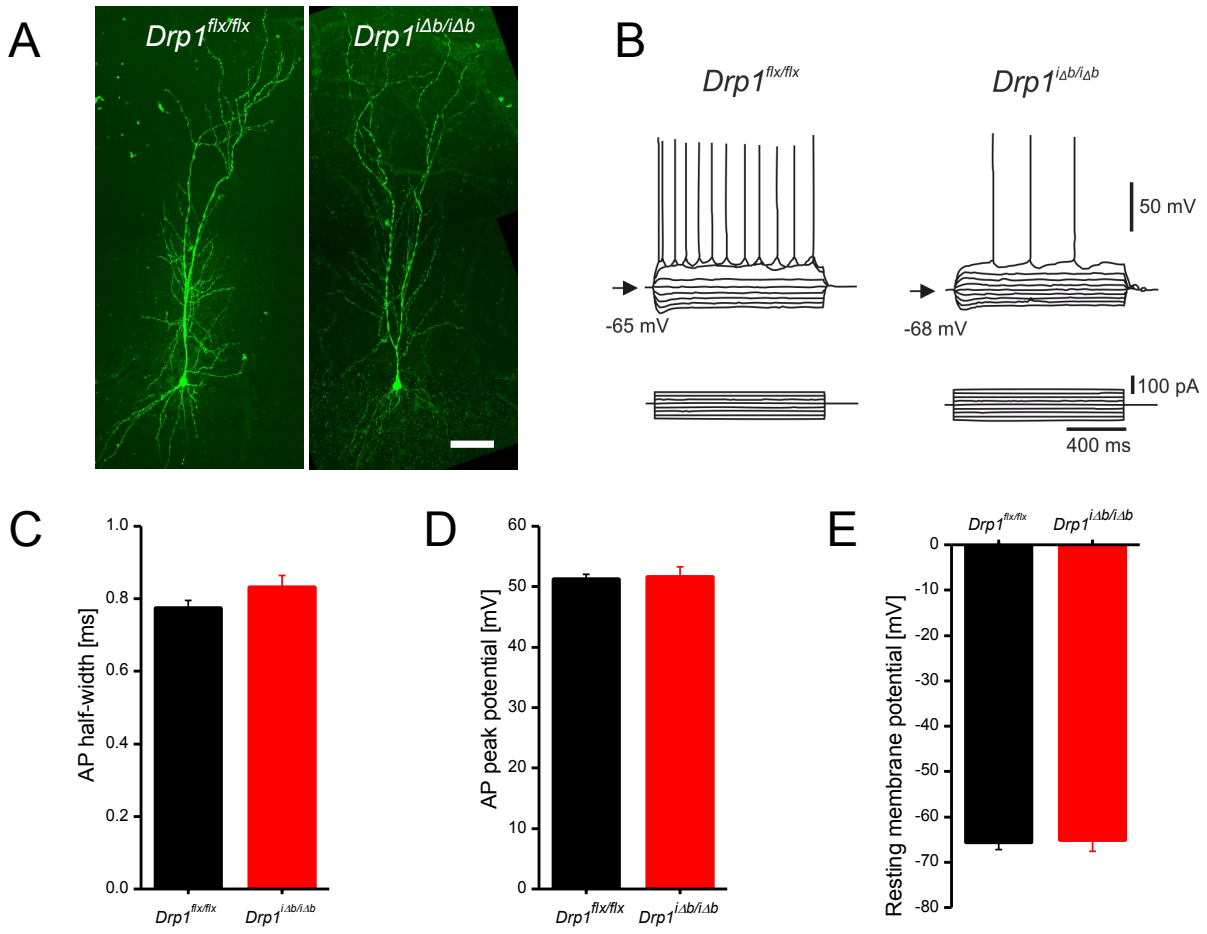 A
Drp1flx/flx
Drp1iΔb/iΔb
B
Drp1flx/flx
Drp1iΔb/iΔb
50 mV
-65 mV
-68 mV
100 pA
400 ms
C
1.0
0.8
0.6
0.4
0.2
0.0
AP half-width [ms]
Drp1flx/flx
Drp1iΔb/iΔb
D
60
50
40
30
20
10
0
AP peak potential [mV]
Drp1flx/flx
Drp1iΔb/iΔb
E
Drp1flx/flx
Drp1iΔb/iΔb
0
-10
-20
-30
-40
-50
-60
-70
-80
Resting membrane potential [mV]